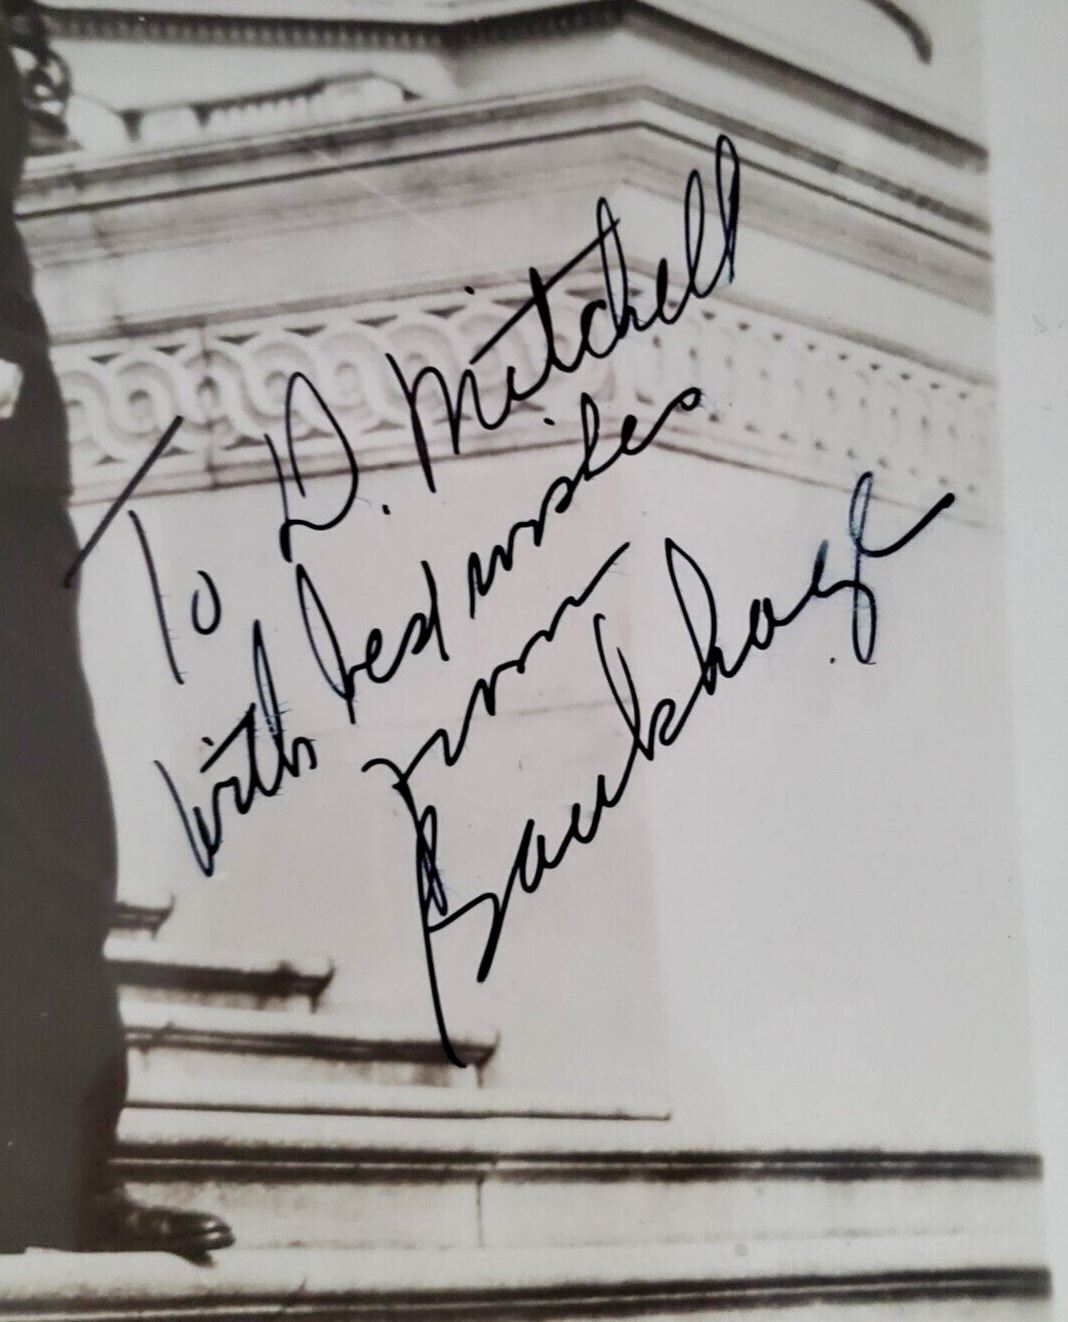 To D. Mitchell
with best wishes
from
Baukhage